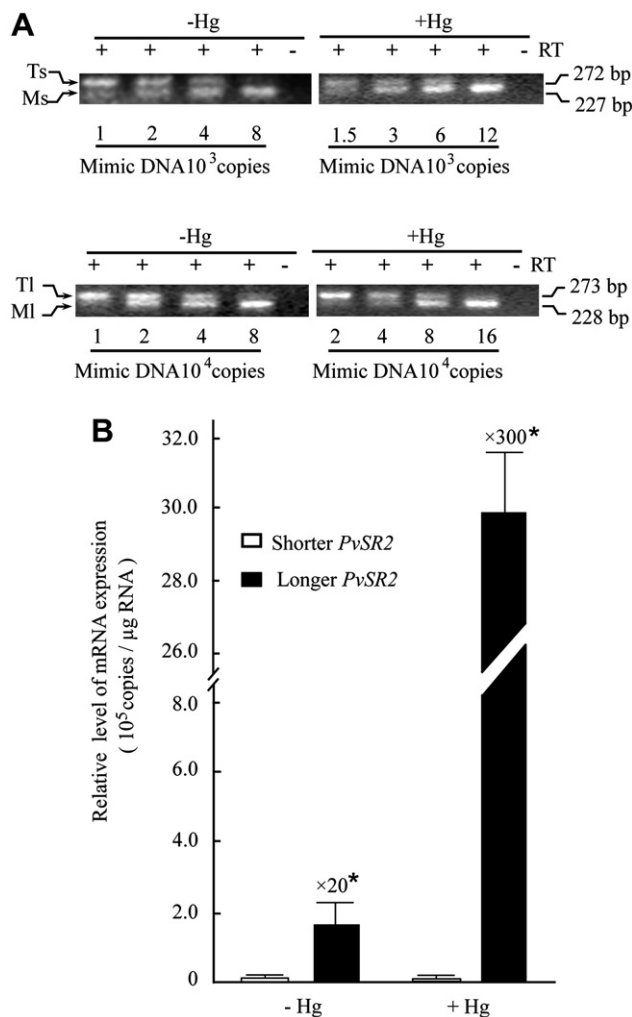 A
-Hg +Hg
+ + + + - + + + + - RT
Ts 272 bp
Ms 227 bp
1 2 4 8 1.5 3 6 12
Mimic DNA10³copies Mimic DNA10³copies
-Hg +Hg
+ + + + - + + + + - RT
Tl 273 bp
Ml 228 bp
1 2 4 8 2 4 8 16
Mimic DNA10⁴copies Mimic DNA10⁴copies
B
Relative level of mRNA expression
( 10⁵copies / µg RNA )
32.0
30.0
28.0
26.0
8.0
6.0
4.0
2.0
0
×300*
Shorter PvSR2
Longer PvSR2
×20*
- Hg + Hg